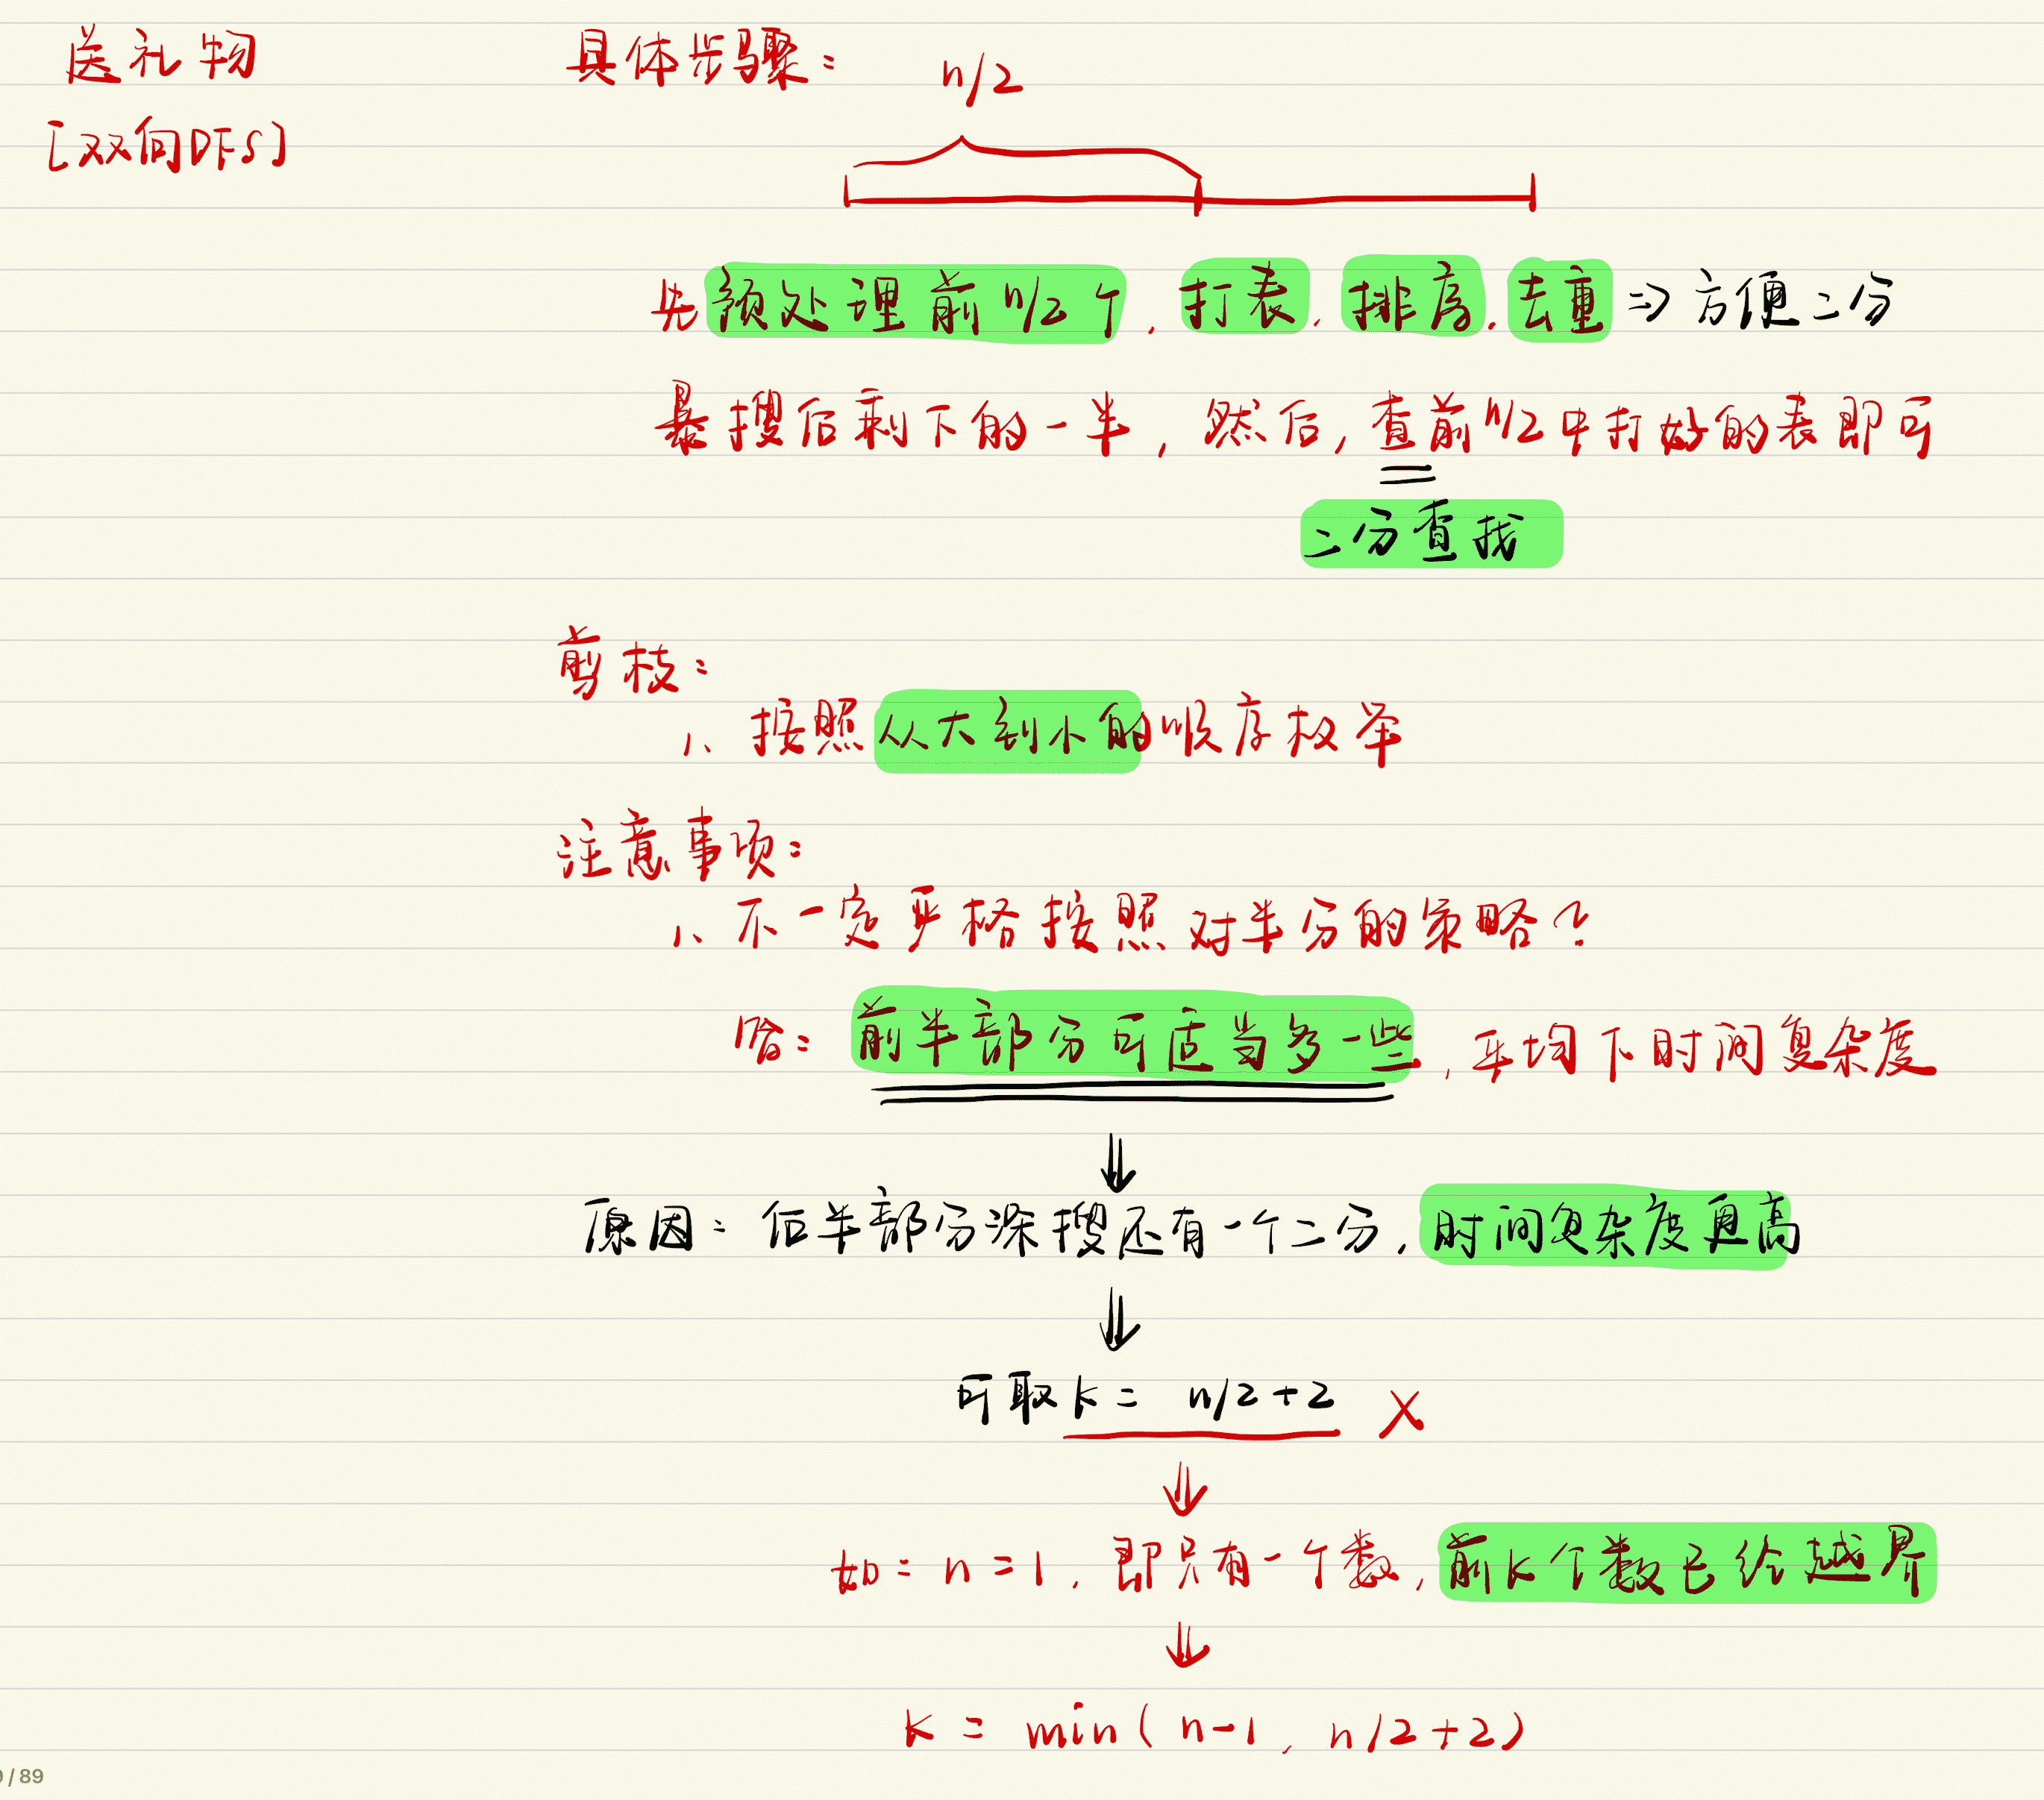 送礼物
[双向DFS]
具体步骤:
n/2
先预处理前n/2个, 打表, 排序, 去重 => 方便二分
暴搜后剩下的一半, 然后, 查前n/2中打好的表即可
二分查找
剪枝:
1、按照从大到小的顺序枚举
注意事项:
1、不一定严格按照对半分的策略?
答: 前半部分可适当多一些, 平均下时间复杂度
原因: 后半部分深搜还有一个二分, 时间复杂度更高
可取k = n/2+2 X
如: n=1, 即只有一个数, 前k个数已经越界
k = min(n-1, n/2+2)
/89